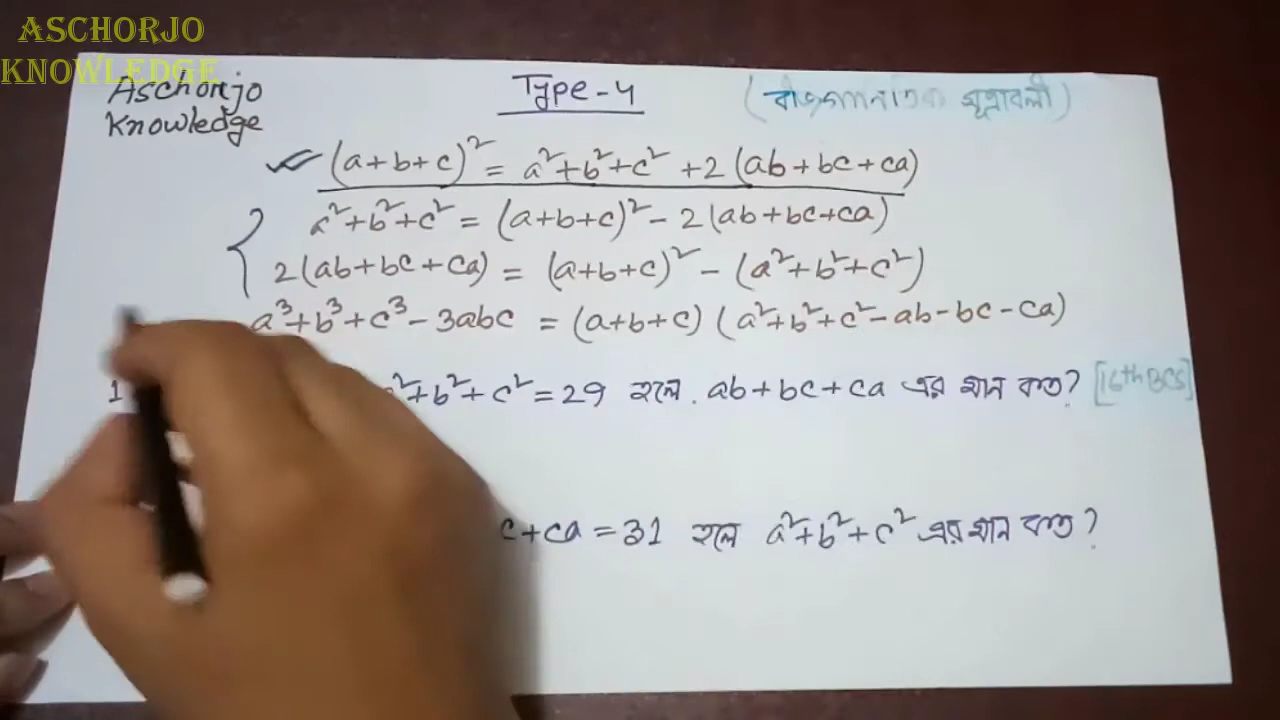 ASCHORJO
KNOWLEDGE
Aschorjo
Knowledge
Type-4
(বীজগাণিতিক সূত্রাবলী)
(a+b+c)² = a²+b²+c² +2(ab+bc+ca)
a²+b²+c² = (a+b+c)² - 2(ab+bc+ca)
2(ab+bc+ca) = (a+b+c)² - (a²+b²+c²)
a³+b³+c³-3abc = (a+b+c) (a²+b²+c²-ab-bc-ca)
1 a²+b²+c²=29 হলে. ab+bc+ca এর মান কত? [16th BCS]
c+ca=31 হলে a²+b²+c² এর মান কত?